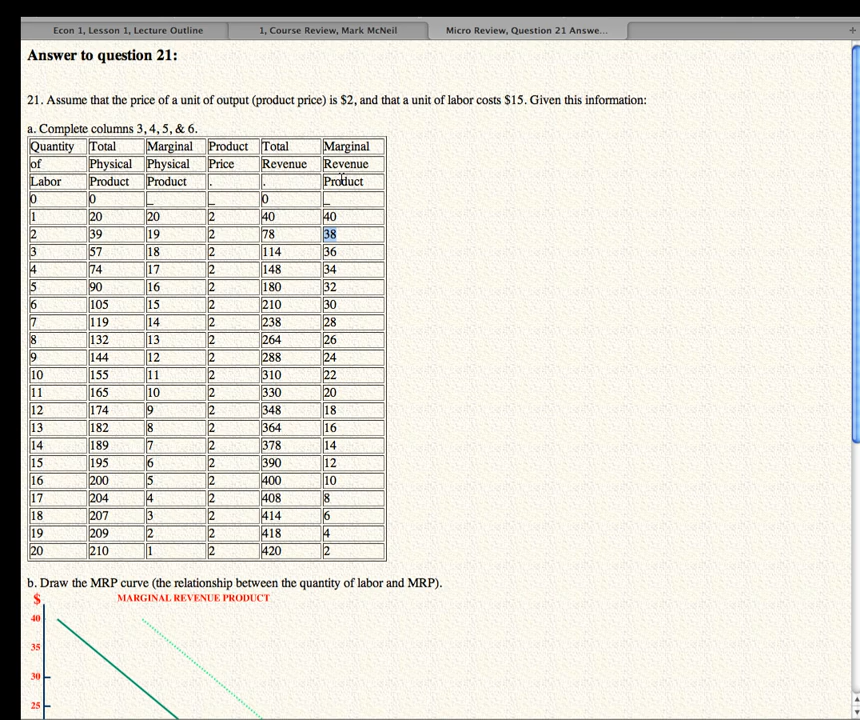 Econ 1, Lesson 1, Lecture Outline 1, Course Review, Mark McNeil Micro Review, Question 21 Answe... +
Answer to question 21:
21. Assume that the price of a unit of output (product price) is $2, and that a unit of labor costs $15. Given this information:
a. Complete columns 3, 4, 5, & 6.
Quantity Total Marginal Product Total Marginal
of Physical Physical Price Revenue Revenue
Labor Product Product . . Product
0 0 _ _ 0 _
1 20 20 2 40 40
2 39 19 2 78 38
3 57 18 2 114 36
4 74 17 2 148 34
5 90 16 2 180 32
6 105 15 2 210 30
7 119 14 2 238 28
8 132 13 2 264 26
9 144 12 2 288 24
10 155 11 2 310 22
11 165 10 2 330 20
12 174 9 2 348 18
13 182 8 2 364 16
14 189 7 2 378 14
15 195 6 2 390 12
16 200 5 2 400 10
17 204 4 2 408 8
18 207 3 2 414 6
19 209 2 2 418 4
20 210 1 2 420 2
b. Draw the MRP curve (the relationship between the quantity of labor and MRP).
$ MARGINAL REVENUE PRODUCT
40
35
30
25